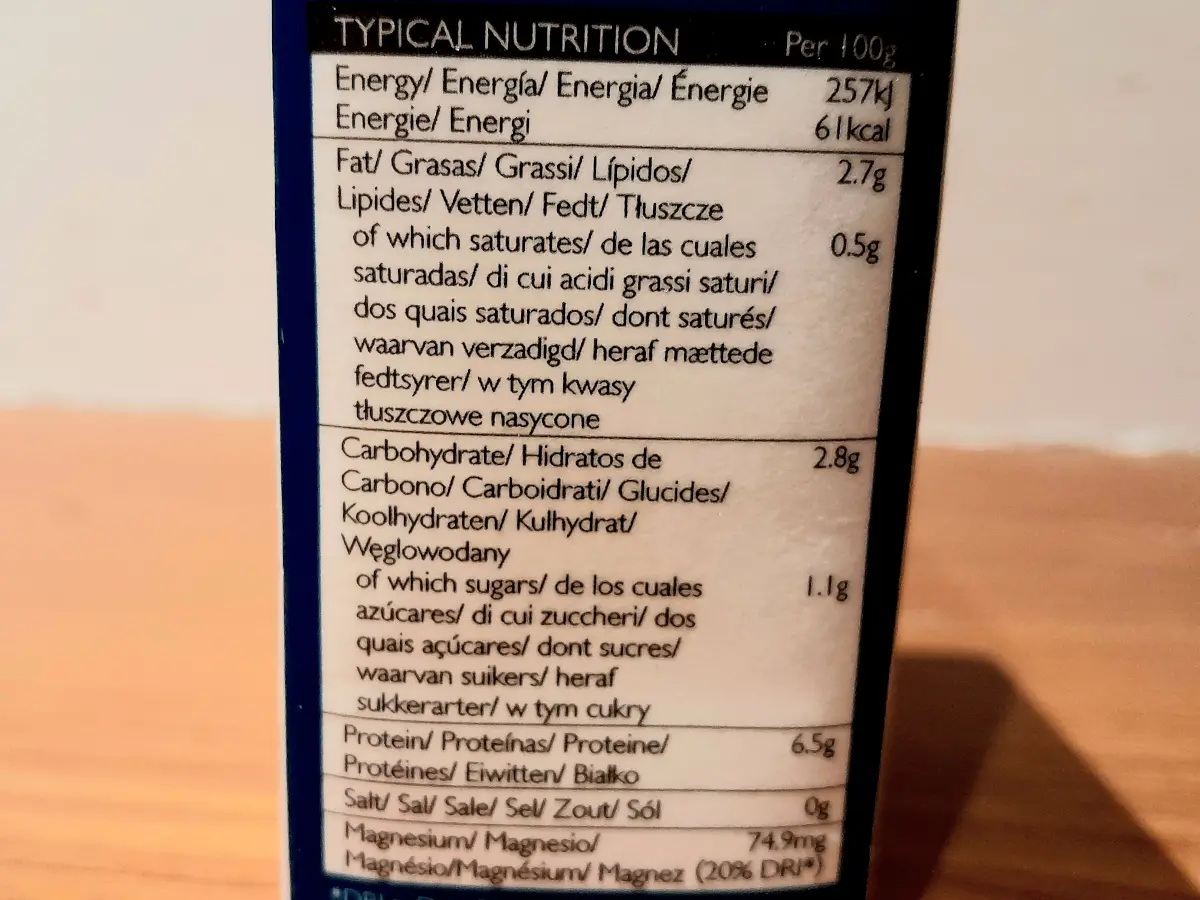 TYPICAL NUTRITION Per 100g
Energy/ Energía/ Energia/ Énergie 257kJ
Energie/ Energi 61kcal
Fat/ Grasas/ Grassi/ Lípidos/ 2.7g
Lipides/ Vetten/ Fedt/ Tłuszcze
of which saturates/ de las cuales 0.5g
saturadas/ di cui acidi grassi saturi/
dos quais saturados/ dont saturés/
waarvan verzadigd/ heraf mættede
fedtsyrer/ w tym kwasy
tłuszczowe nasycone
Carbohydrate/ Hidratos de 2.8g
Carbono/ Carboidrati/ Glucides/
Koolhydraten/ Kulhydrat/
Węglowodany
of which sugars/ de los cuales 1.1g
azúcares/ di cui zuccheri/ dos
quais açúcares/ dont sucres/
waarvan suikers/ heraf
sukkerarter/ w tym cukry
Protein/ Proteínas/ Proteine/ 6.5g
Protéines/ Eiwitten/ Białko
Salt/ Sal/ Sale/ Sel/ Zout/ Sól 0g
Magnesium/ Magnesio/ 74.9mg
Magnésio/Magnésium/ Magnez (20% DRI*)